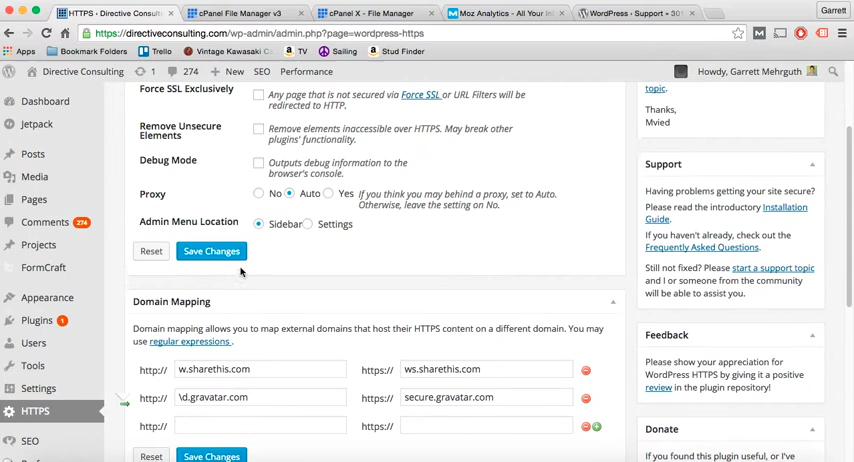 HTTPS ‹ Directive Consulti
cPanel File Manager v3
cPanel X - File Manager
Moz Analytics - All Your In
WordPress › Support » 301
Garrett
https://directiveconsulting.com/wp-admin/admin.php?page=wordpress-https
Apps
Bookmark Folders
Trello
Vintage Kawasaki Ca
TV
Sailing
Stud Finder
Directive Consulting
1
274
+ New
SEO
Performance
Howdy, Garrett Mehrguth
Dashboard
Jetpack
Posts
Media
Pages
Comments 274
Projects
FormCraft
Appearance
Plugins 1
Users
Tools
Settings
HTTPS
SEO
Force SSL Exclusively
Any page that is not secured via Force SSL or URL Filters will be
redirected to HTTP.
Remove Unsecure
Elements
Remove elements inaccessible over HTTPS. May break other
plugins' functionality.
Debug Mode
Outputs debug information to the
browser's console.
Proxy
No
Auto
Yes
If you think you may behind a proxy, set to Auto.
Otherwise, leave the setting on No.
Admin Menu Location
Sidebar
Settings
Reset
Save Changes
Domain Mapping
Domain mapping allows you to map external domains that host their HTTPS content on a different domain. You may
use regular expressions .
http:// w.sharethis.com https:// ws.sharethis.com
http:// \d.gravatar.com https:// secure.gravatar.com
http:// https://
Reset
Save Changes
topic.
Thanks,
Mvied
Support
Having problems getting your site secure?
Please read the introductory Installation
Guide.
If you haven't already, check out the
Frequently Asked Questions.
Still not fixed? Please start a support topic
and I or someone from the community
will be able to assist you.
Feedback
Please show your appreciation for
WordPress HTTPS by giving it a positive
review in the plugin repository!
Donate
If you found this plugin useful, or I've